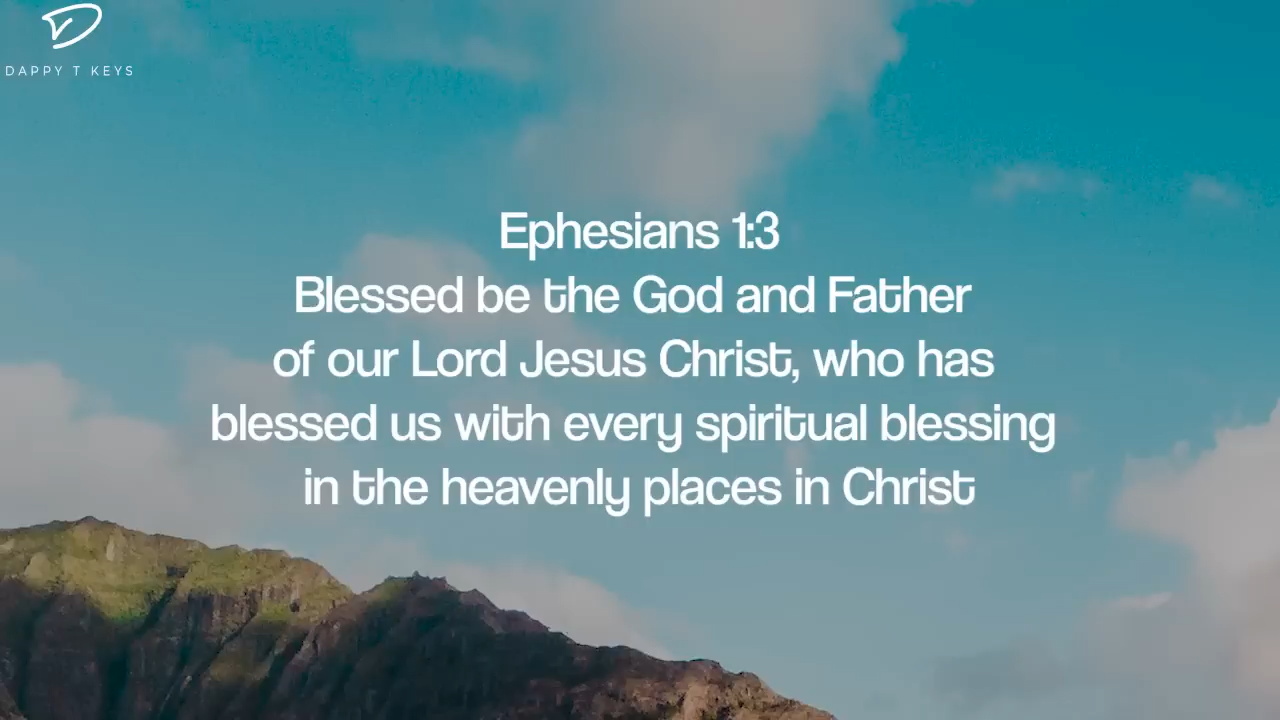 DAPPY T KEYS
Ephesians 1:3
Blessed be the God and Father
of our Lord Jesus Christ, who has
blessed us with every spiritual blessing
in the heavenly places in Christ